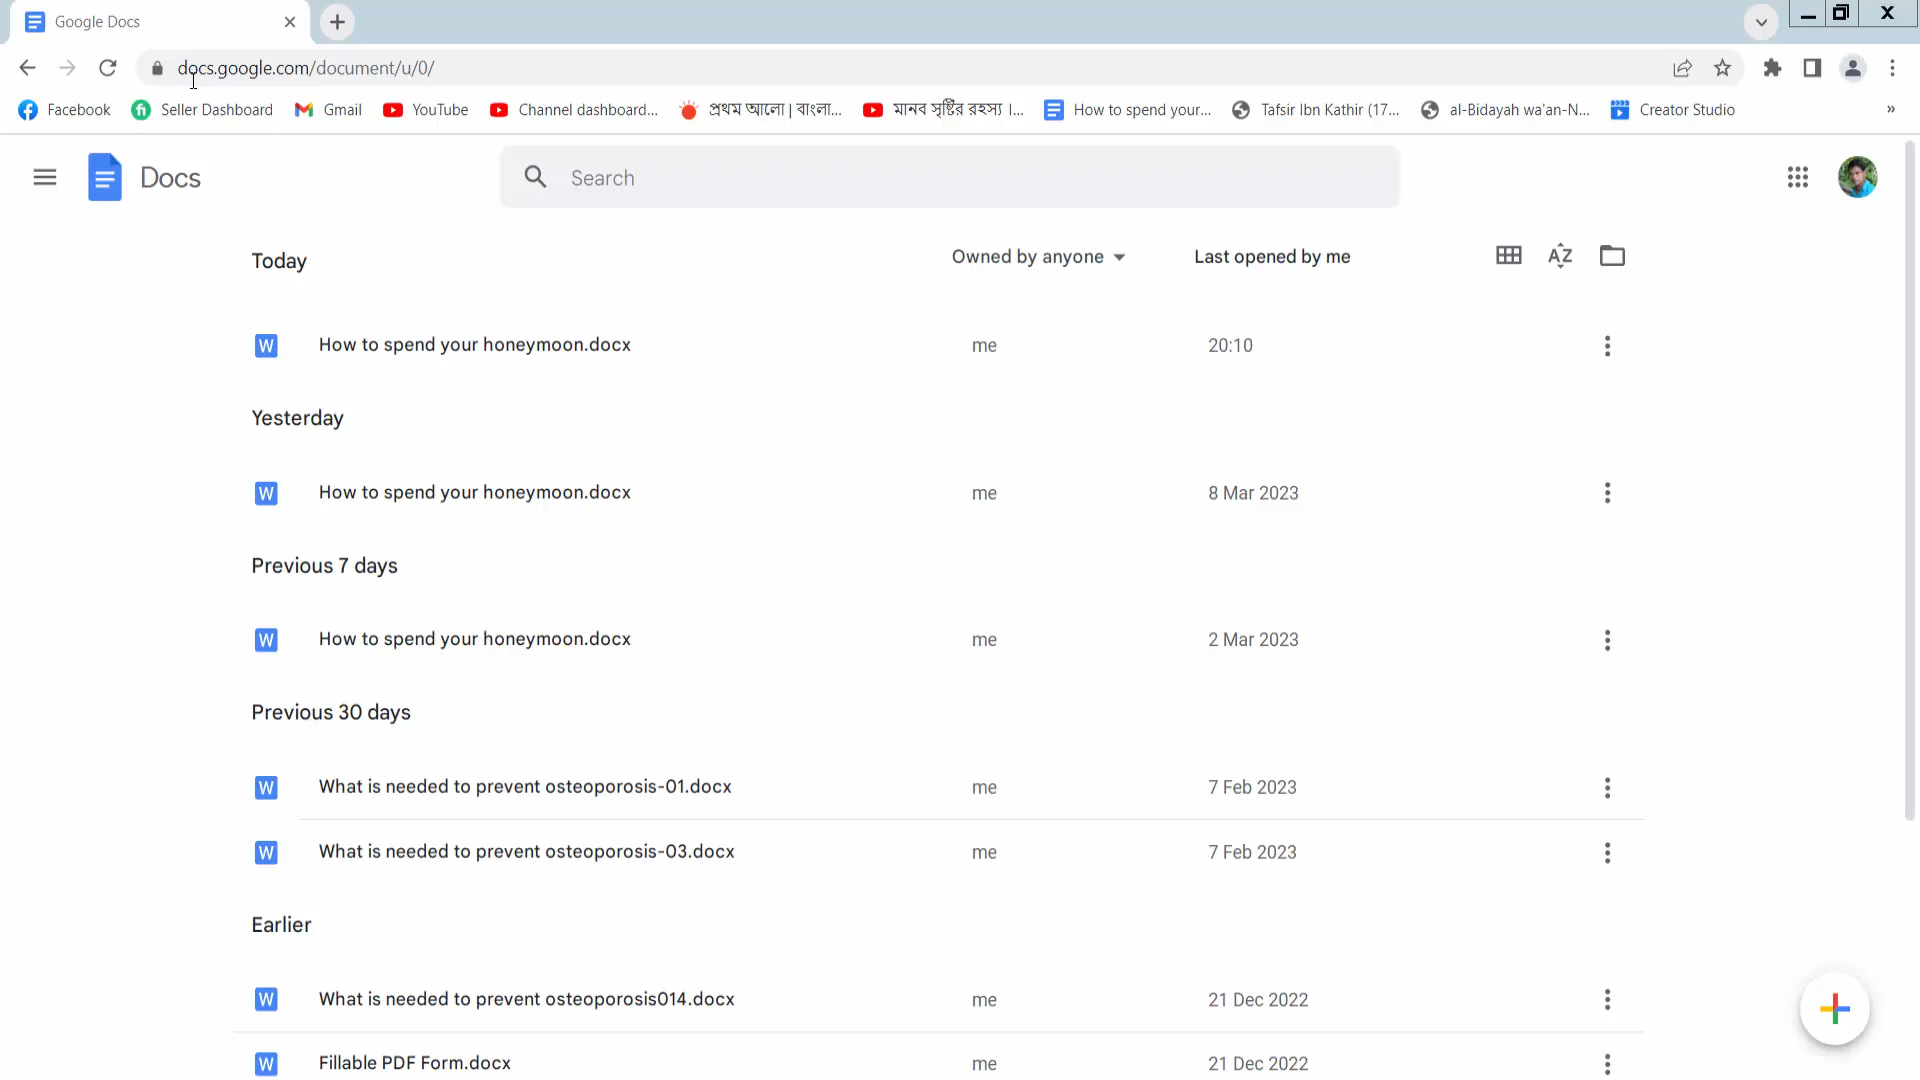 Google Docs
docs.google.com/document/u/0/
Facebook Seller Dashboard Gmail YouTube Channel dashboard... প্রথম আলো | বাংলা... মানব সৃষ্টির রহস্য ।... How to spend your... Tafsir Ibn Kathir (17... al-Bidayah wa'an-N... Creator Studio »
Docs Search
Today Owned by anyone Last opened by me AZ
W How to spend your honeymoon.docx me 20:10
Yesterday
W How to spend your honeymoon.docx me 8 Mar 2023
Previous 7 days
W How to spend your honeymoon.docx me 2 Mar 2023
Previous 30 days
W What is needed to prevent osteoporosis-01.docx me 7 Feb 2023
W What is needed to prevent osteoporosis-03.docx me 7 Feb 2023
Earlier
W What is needed to prevent osteoporosis014.docx me 21 Dec 2022
W Fillable PDF Form.docx me 21 Dec 2022